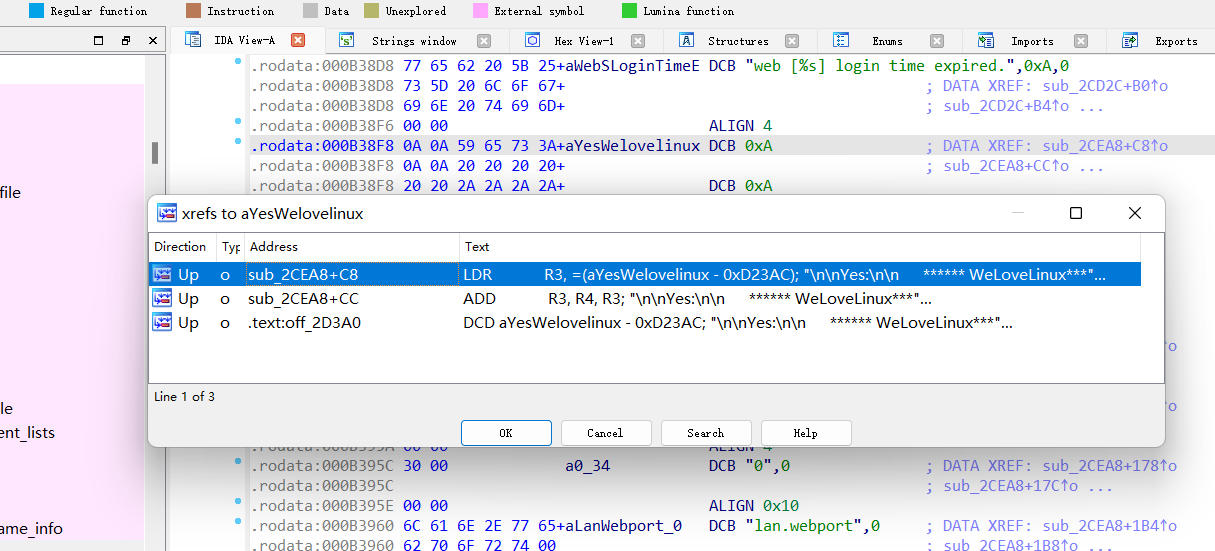 Regular function Instruction Data Unexplored External symbol Lumina function
IDA View-A Strings window Hex View-1 Structures Enums Imports Exports
.rodata:000B38D8 77 65 62 20 5B 25+aWebSLoginTimeE DCB "web [%s] login time expired.",0xA,0
.rodata:000B38D8 73 5D 20 6C 6F 67+ ; DATA XREF: sub_2CD2C+B0↑o
.rodata:000B38D8 69 6E 20 74 69 6D+ ; sub_2CD2C+B4↑o ...
.rodata:000B38F6 00 00 ALIGN 4
.rodata:000B38F8 0A 0A 59 65 73 3A+aYesWelovelinux DCB 0xA ; DATA XREF: sub_2CEA8+C8↑o
.rodata:000B38F8 0A 0A 20 20 20 20+ ; sub_2CEA8+CC↑o ...
.rodata:000B38F8 20 20 2A 2A 2A 2A+ DCB 0xA
file
xrefs to aYesWelovelinux
Direction Typ Address Text
Up o sub_2CEA8+C8 LDR R3, =(aYesWelovelinux - 0xD23AC); "\n\nYes:\n\n ****** WeLoveLinux***"...
Up o sub_2CEA8+CC ADD R3, R4, R3; "\n\nYes:\n\n ****** WeLoveLinux***"...
Up o .text:off_2D3A0 DCD aYesWelovelinux - 0xD23AC; "\n\nYes:\n\n ****** WeLoveLinux***"...
↑o
Line 1 of 3
le
↑o
ent_lists
OK Cancel Search Help
.rodata:000B395A 00 00 ALIGN 4
.rodata:000B395C 30 00 a0_34 DCB "0",0 ; DATA XREF: sub_2CEA8+178↑o
.rodata:000B395C ; sub_2CEA8+17C↑o ...
.rodata:000B395E 00 00 ALIGN 0x10
ame_info
.rodata:000B3960 6C 61 6E 2E 77 65+aLanWebport_0 DCB "lan.webport",0 ; DATA XREF: sub_2CEA8+1B4↑o
.rodata:000B3960 62 70 6F 72 74 00 ; sub_2CEA8+1B8↑o ...